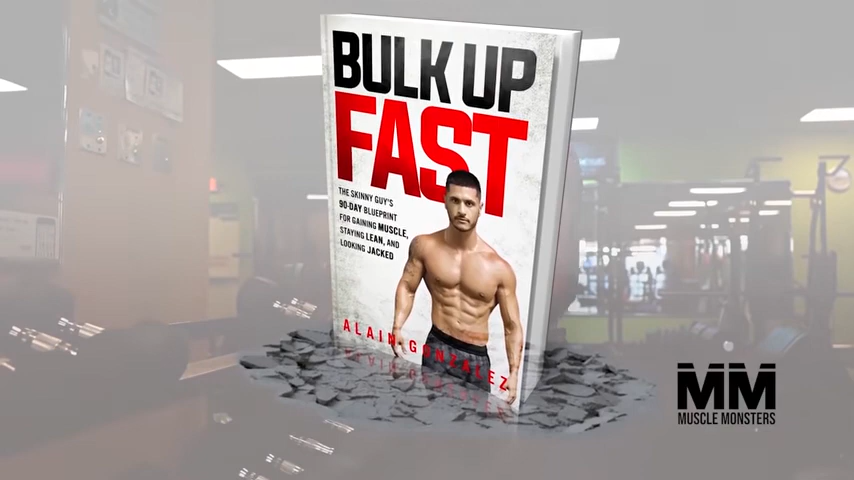 BULK UP
FAST
THE SKINNY GUY'S
90-DAY BLUEPRINT
FOR GAINING MUSCLE,
STAYING LEAN, AND
LOOKING JACKED
ALAIN GONZALEZ
MM
MUSCLE MONSTERS